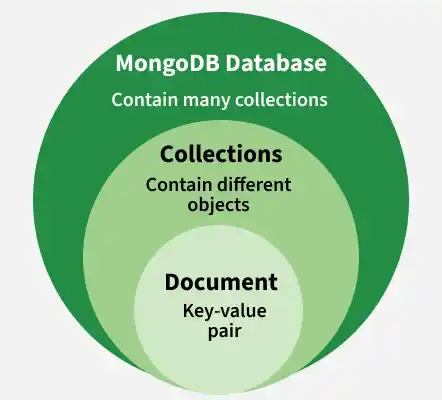 MongoDB Database
Contain many collections
Collections
Contain different
objects
Document
Key-value
pair